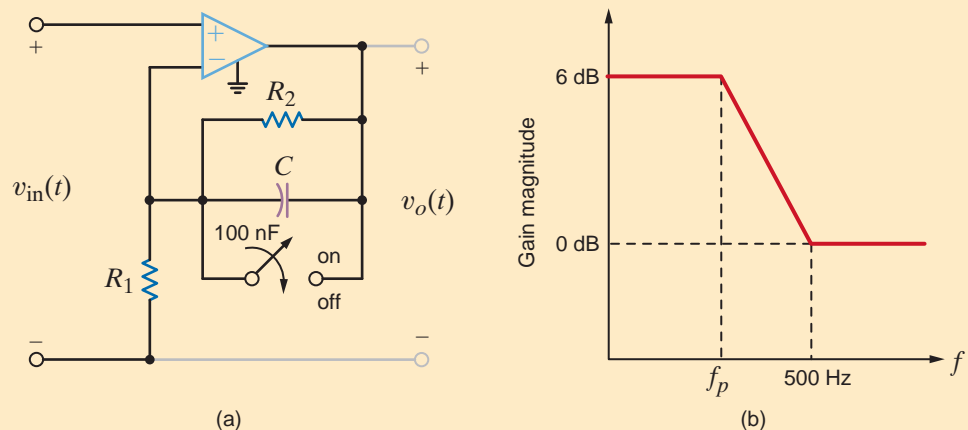 +
−
+
+
R2
C
vin(t)
vo(t)
100 nF
on
R1
off
−
−
(a)
Gain magnitude
6 dB
0 dB
fp
500 Hz
f
(b)